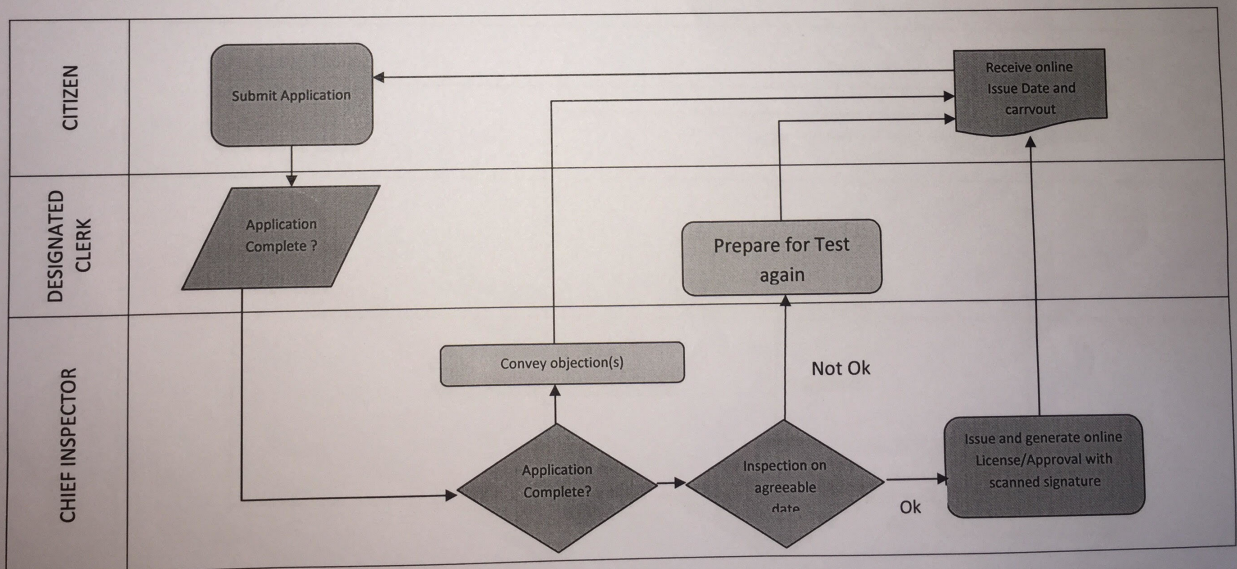 CITIZEN
Submit Application
Receive online
Issue Date and
carrvout
DESIGNATED
CLERK
Application
Complete ?
Prepare for Test
again
CHIEF INSPECTOR
Convey objection(s)
Not Ok
Application
Complete?
Inspection on
agreeable
date
Ok
Issue and generate online
License/Approval with
scanned signature